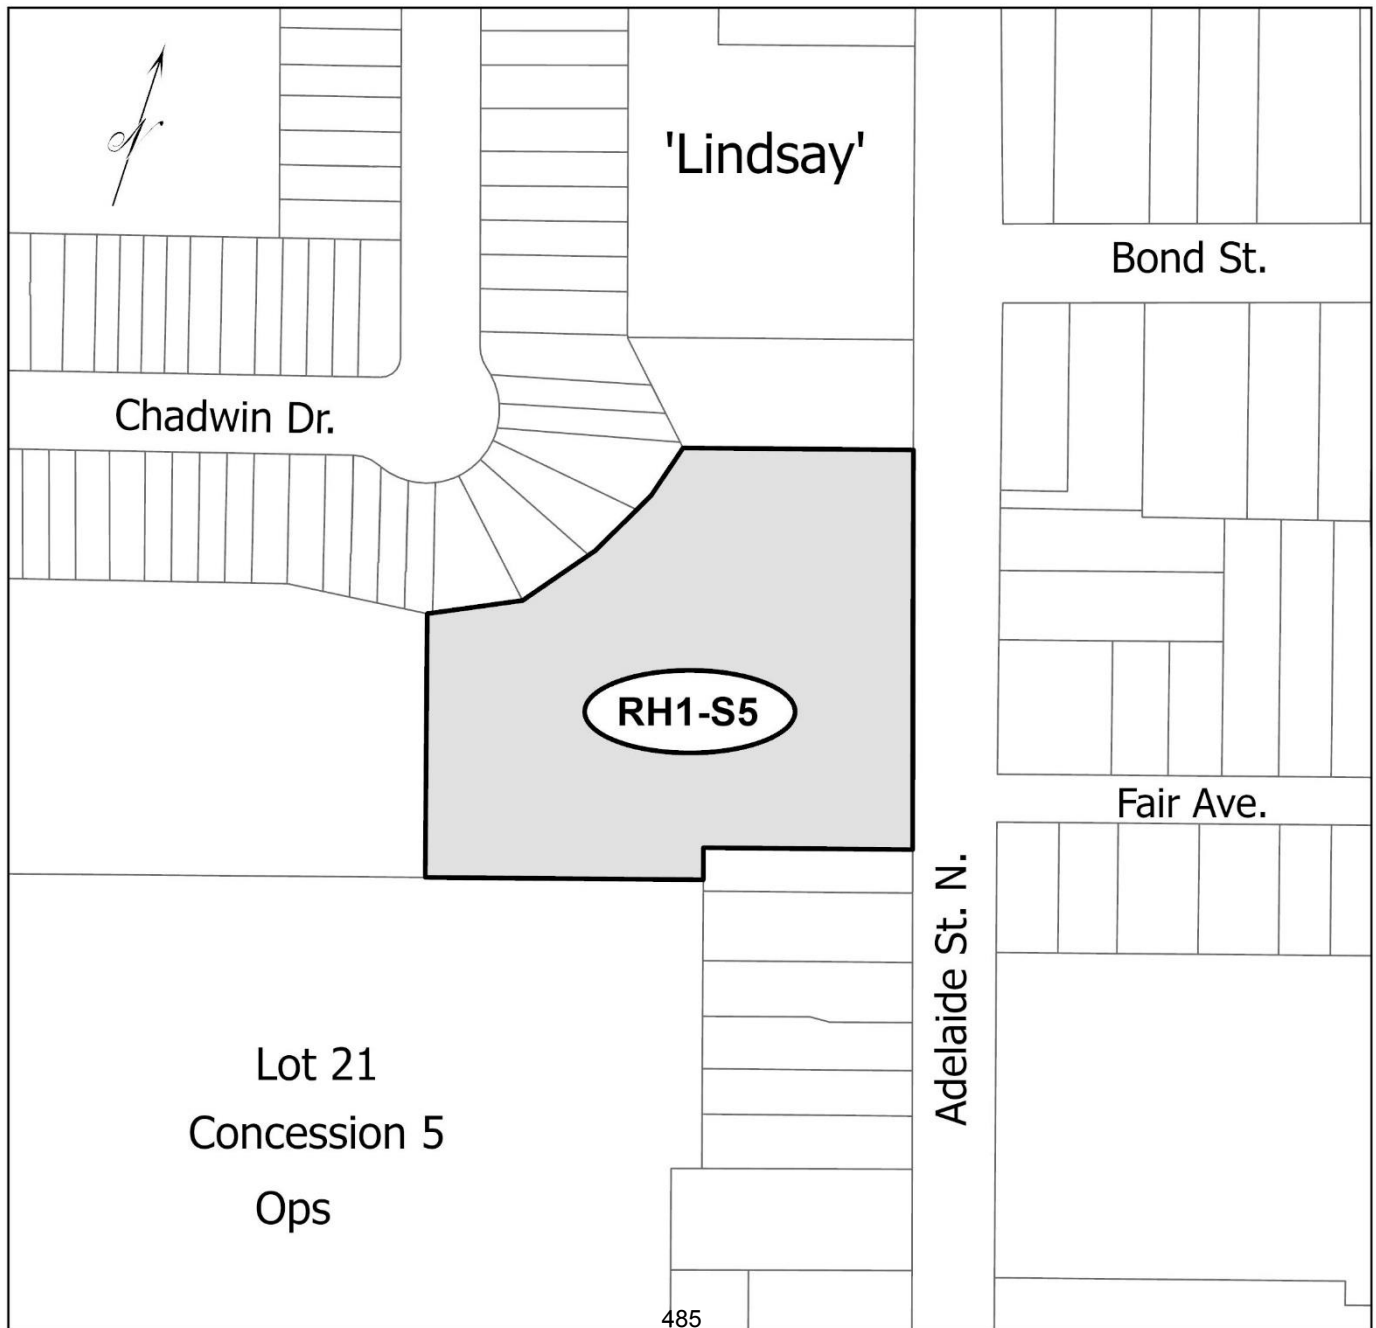 N
'Lindsay'
Bond St.
Chadwin Dr.
RH1-S5
Fair Ave.
Adelaide St. N.
Lot 21
Concession 5
Ops
485